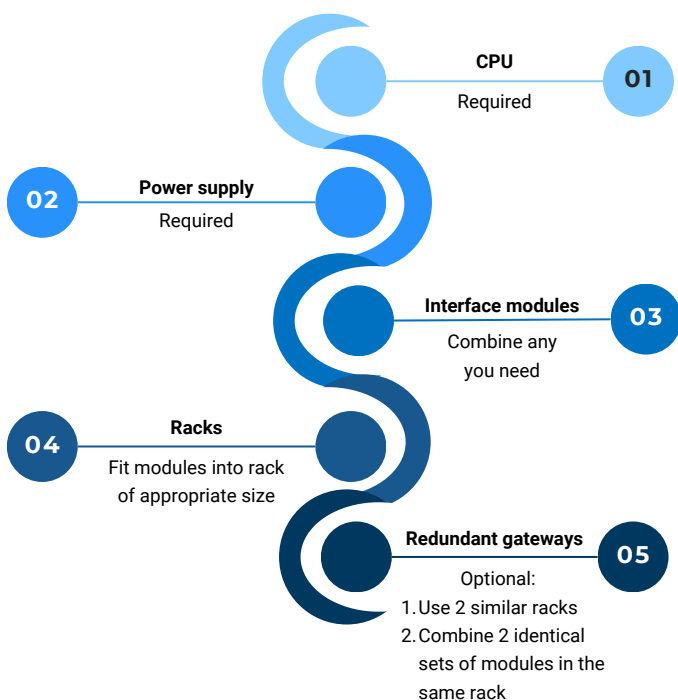 CPU
01
Required
02
Power supply
Required
Interface modules
03
Combine any
you need
04
Racks
Fit modules into rack
of appropriate size
Redundant gateways
05
Optional:
1. Use 2 similar racks
2. Combine 2 identical
sets of modules in the
same rack